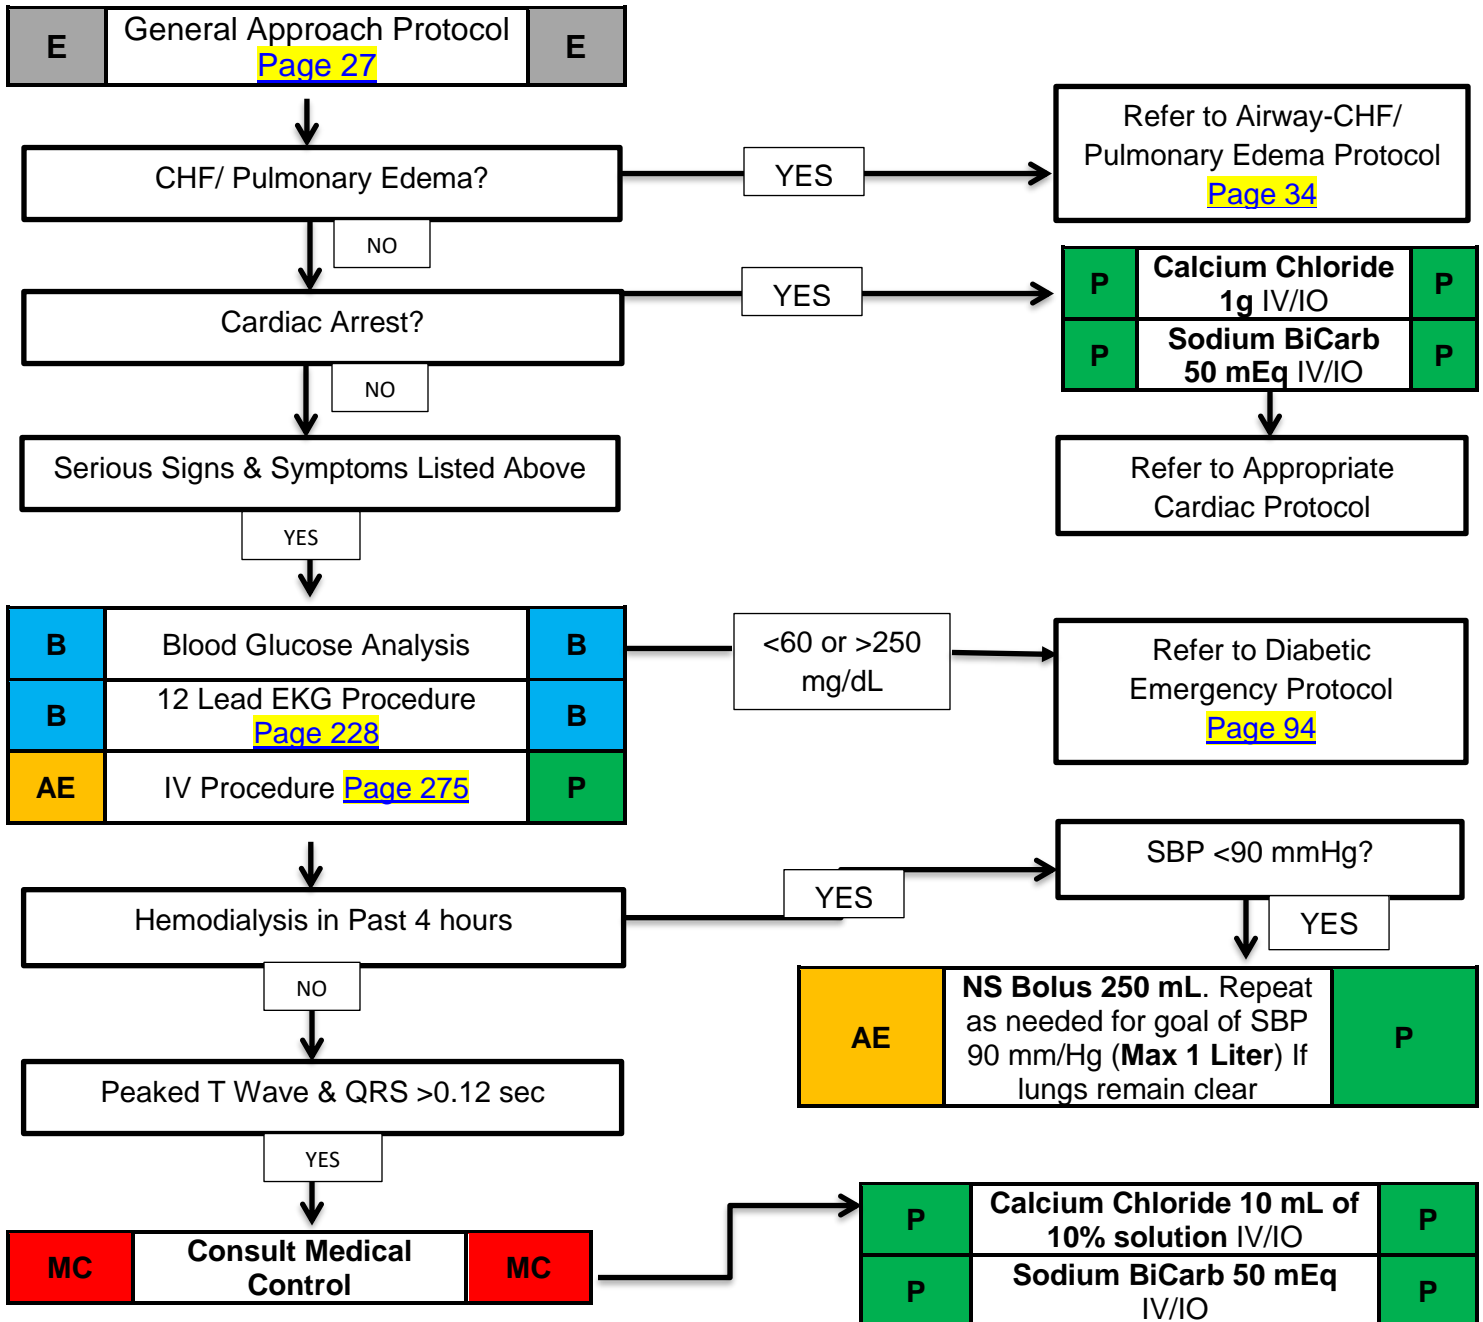 E
General Approach Protocol
Page 27
E
CHF/ Pulmonary Edema?
YES
Refer to Airway-CHF/
Pulmonary Edema Protocol
Page 34
NO
Cardiac Arrest?
YES
P
Calcium Chloride
1g IV/IO
P
P
Sodium BiCarb
50 mEq IV/IO
P
NO
Refer to Appropriate
Cardiac Protocol
Serious Signs & Symptoms Listed Above
YES
B
Blood Glucose Analysis
B
<60 or >250
mg/dL
Refer to Diabetic
Emergency Protocol
Page 94
B
12 Lead EKG Procedure
Page 228
B
AE
IV Procedure Page 275
P
SBP <90 mmHg?
YES
Hemodialysis in Past 4 hours
YES
AE
NS Bolus 250 mL. Repeat
as needed for goal of SBP
90 mm/Hg (Max 1 Liter) If
lungs remain clear
P
NO
Peaked T Wave & QRS >0.12 sec
YES
MC
Consult Medical
Control
MC
P
Calcium Chloride 10 mL of
10% solution IV/IO
P
P
Sodium BiCarb 50 mEq
IV/IO
P